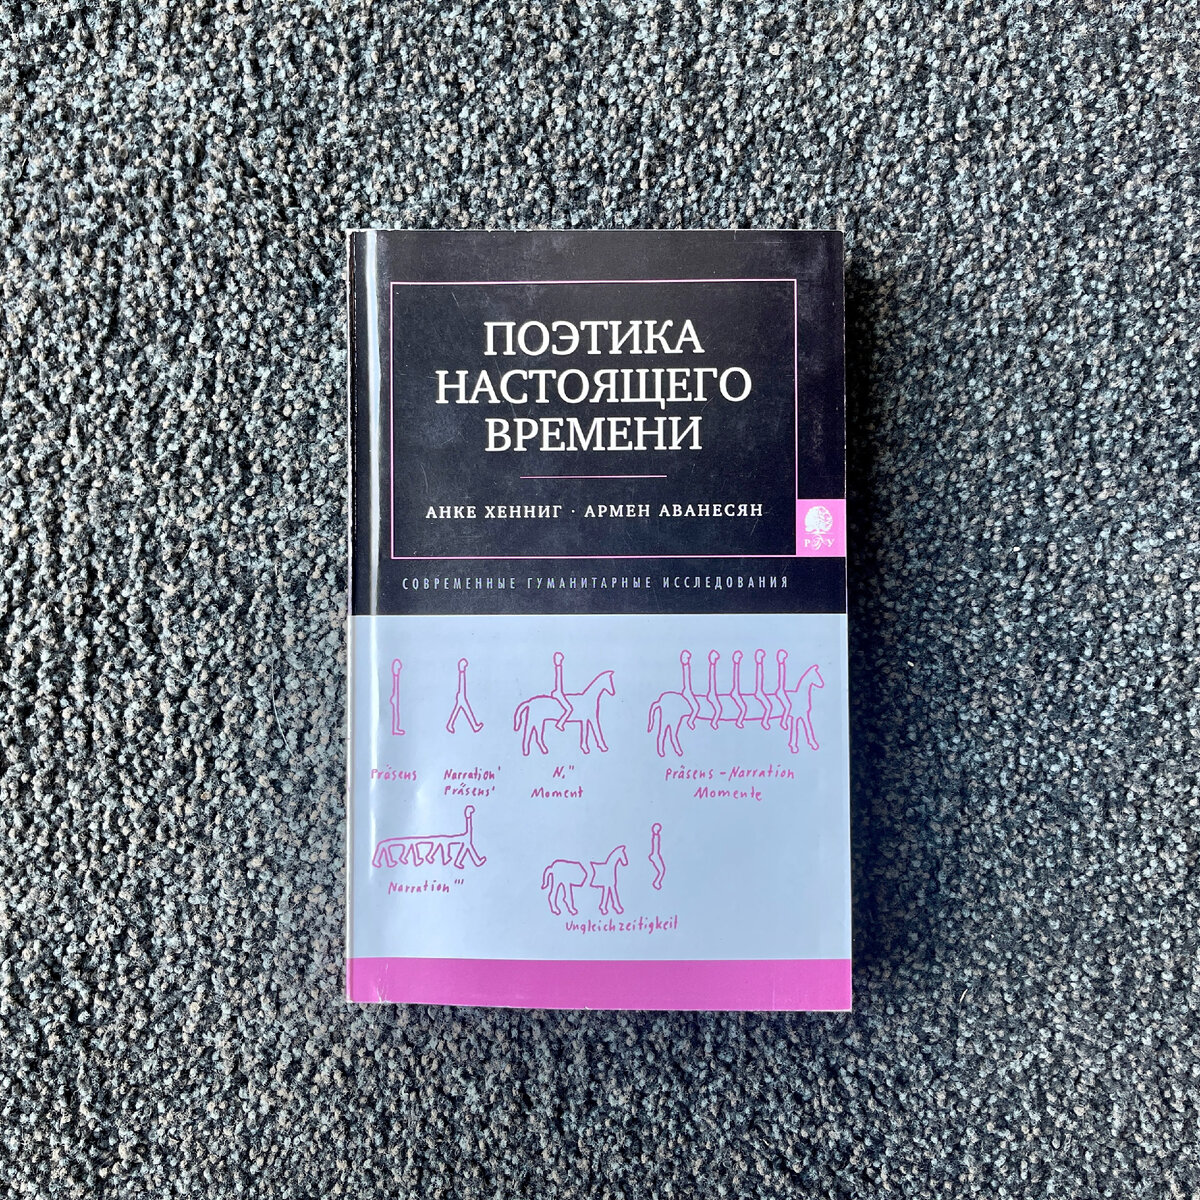 ПОЭТИКА
НАСТОЯЩЕГО
ВРЕМЕНИ
АНКЕ ХЕННИГ · АРМЕН АВАНЕСЯН
РГГУ
СОВРЕМЕННЫЕ ГУМАНИТАРНЫЕ ИССЛЕДОВАНИЯ
Präsens
Narration'
Präsens'
N."
Moment
Präsens - Narration
Momente
Narration'''
Ungleichzeitigkeit